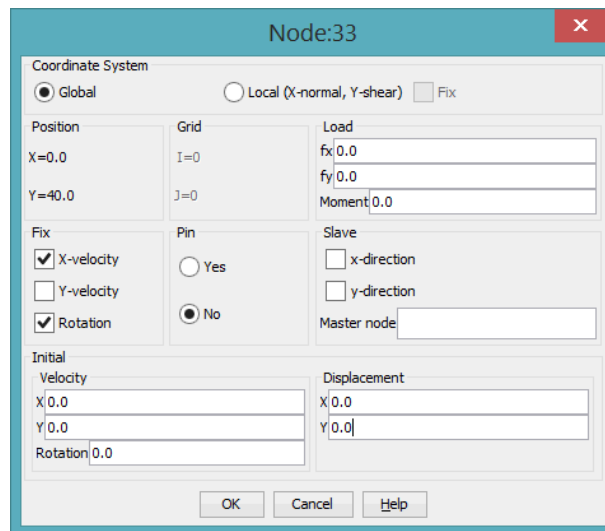 Node:33
Coordinate System
Global
Local (X-normal, Y-shear)
Fix
Position
Grid
Load
X=0.0
I=0
fx 0.0
fy 0.0
Y=40.0
J=0
Moment 0.0
Fix
Pin
Slave
X-velocity
Yes
x-direction
Y-velocity
y-direction
Rotation
No
Master node
Initial
Velocity
Displacement
X 0.0
X 0.0
Y 0.0
Y 0.0
Rotation 0.0
OK
Cancel
Help